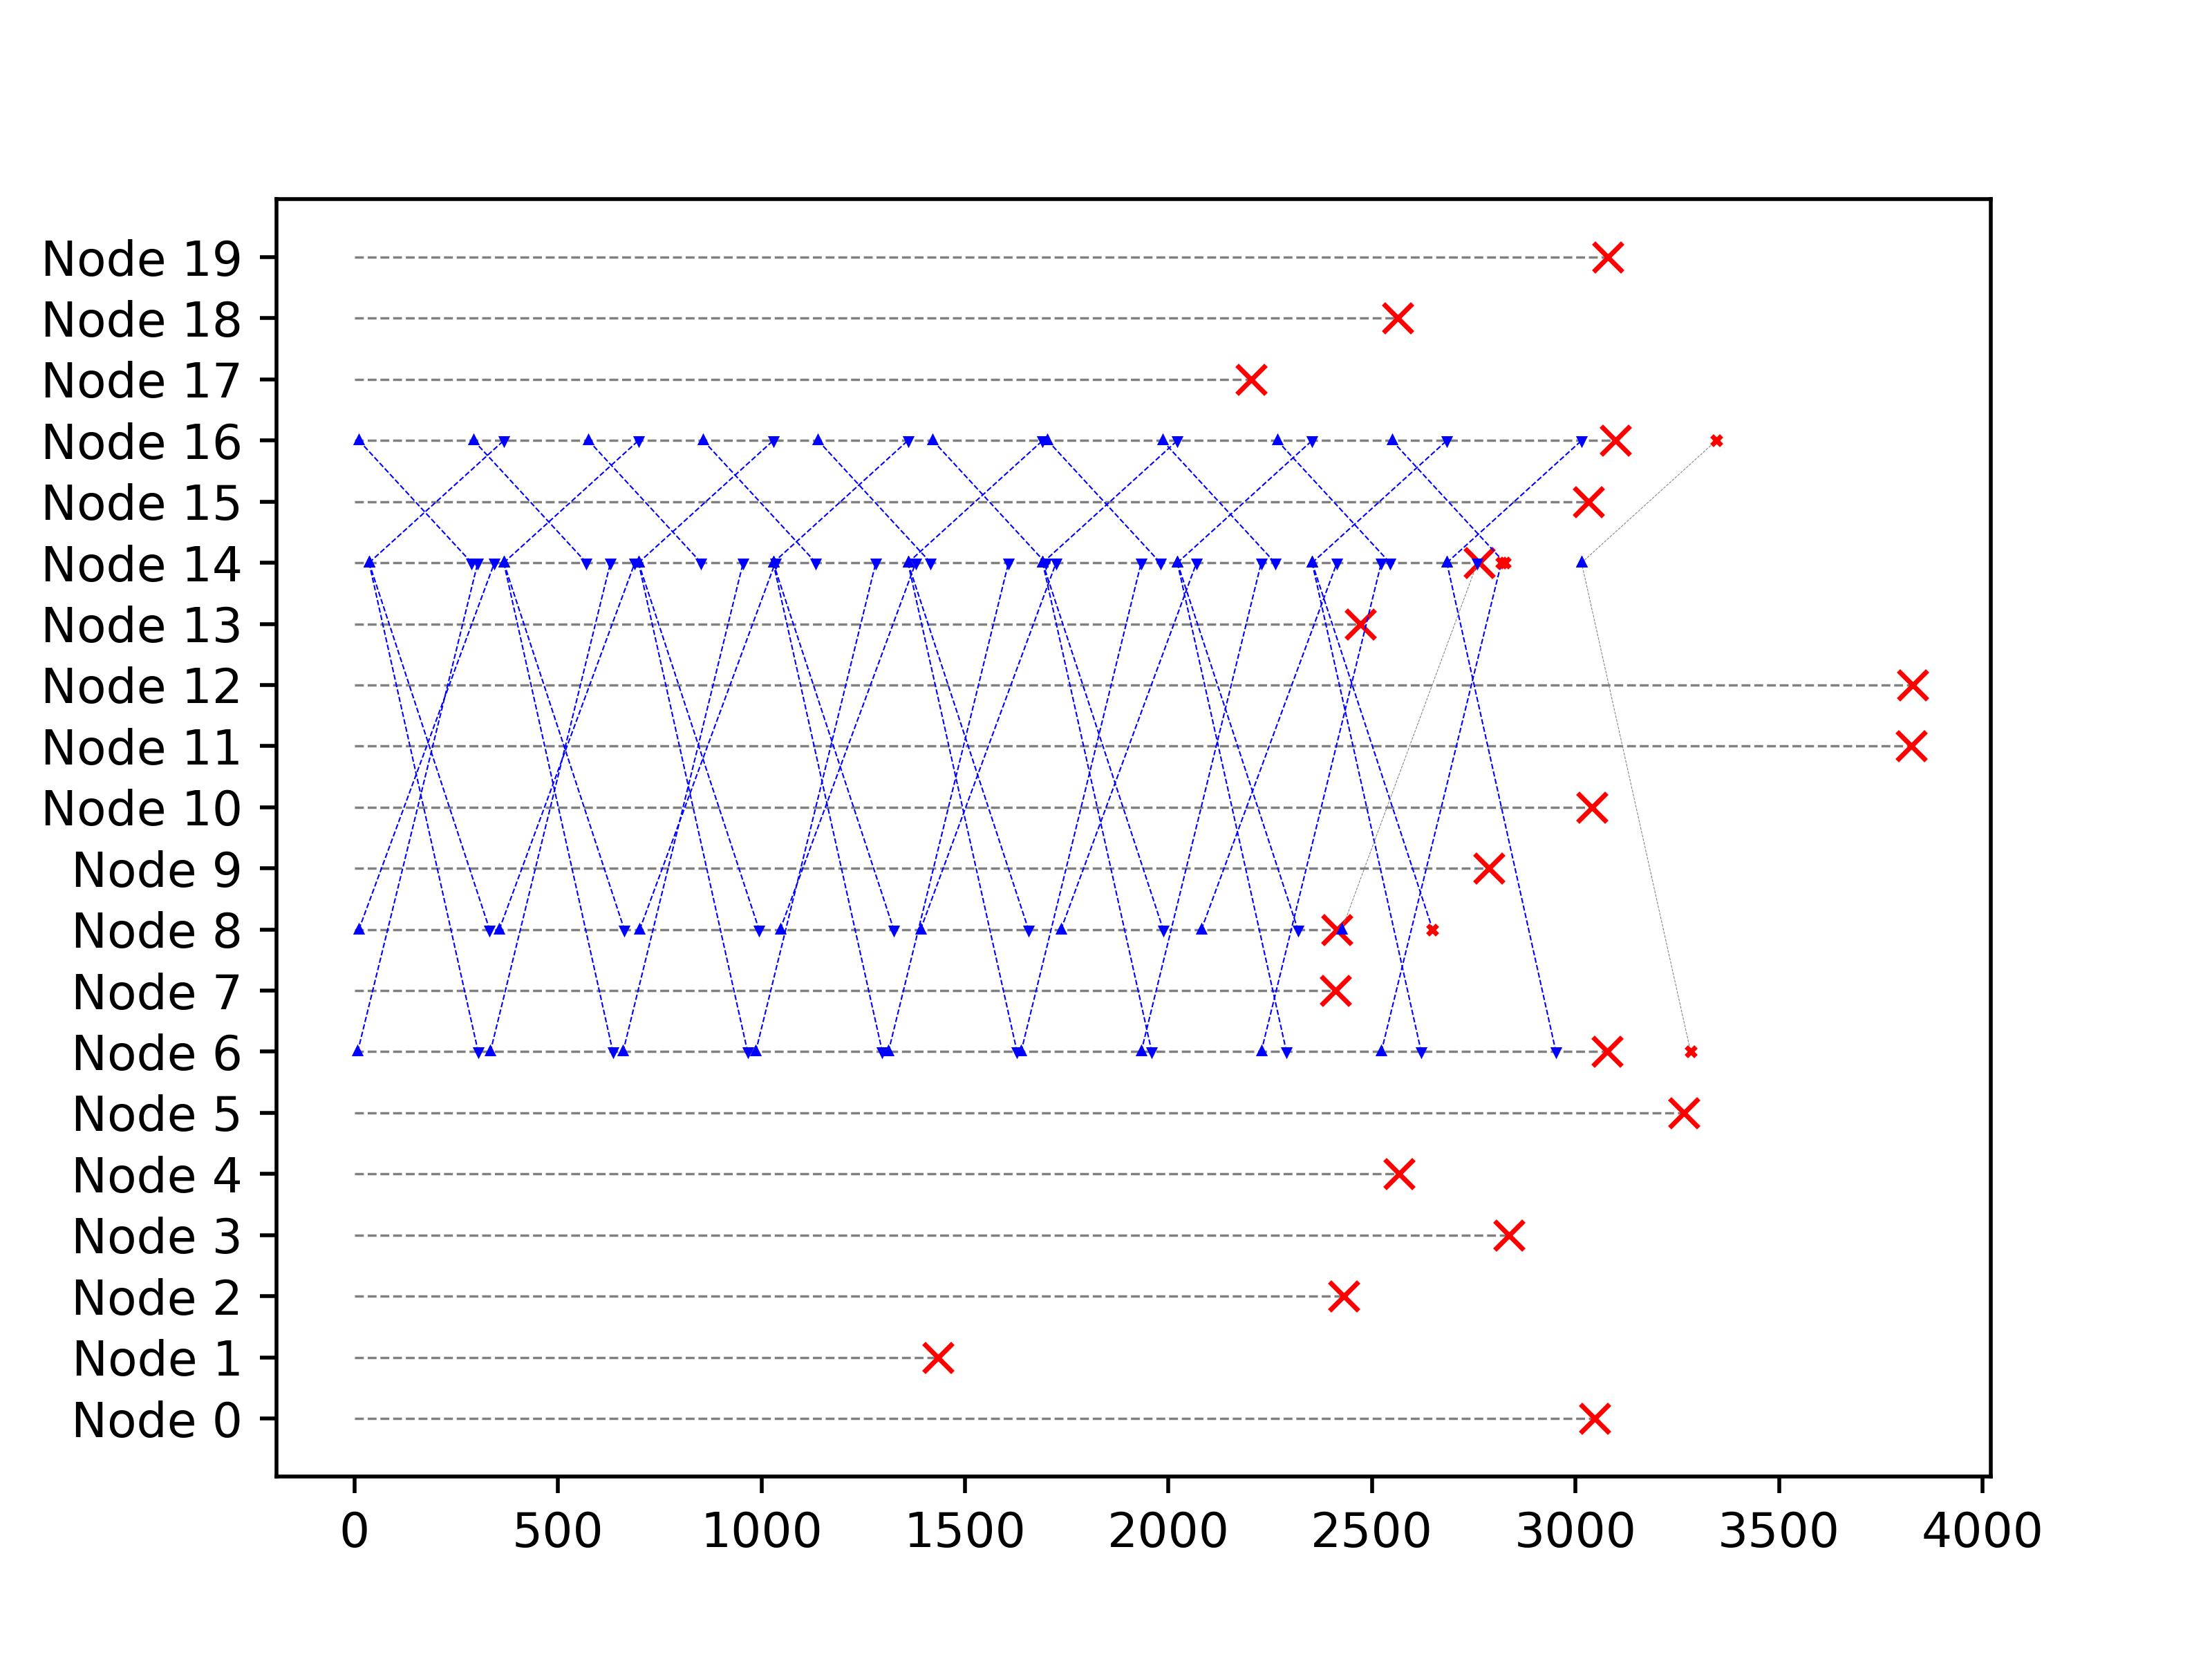 Node 19
Node 18
Node 17
Node 16
Node 15
Node 14
Node 13
Node 12
Node 11
Node 10
Node 9
Node 8
Node 7
Node 6
Node 5
Node 4
Node 3
Node 2
Node 1
Node 0
0 500 1000 1500 2000 2500 3000 3500 4000